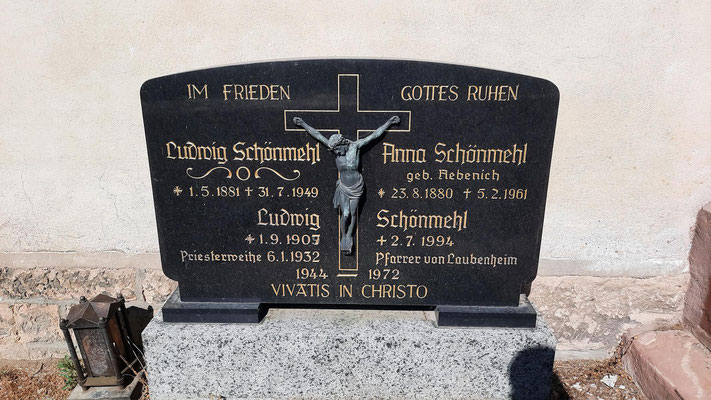 IM FRIEDEN GOTTES RUHEN
Ludwig Schönmehl Anna Schönmehl
geb. Rebenich
* 1.5.1881 + 31.7.1949 * 23.8.1880 + 5.2.1961
Ludwig Schönmehl
* 1.9.1907 + 2.7.1994
Priesterweihe 6.1.1932 Pfarrer von Laubenheim
1944 — 1972
VIVATIS IN CHRISTO